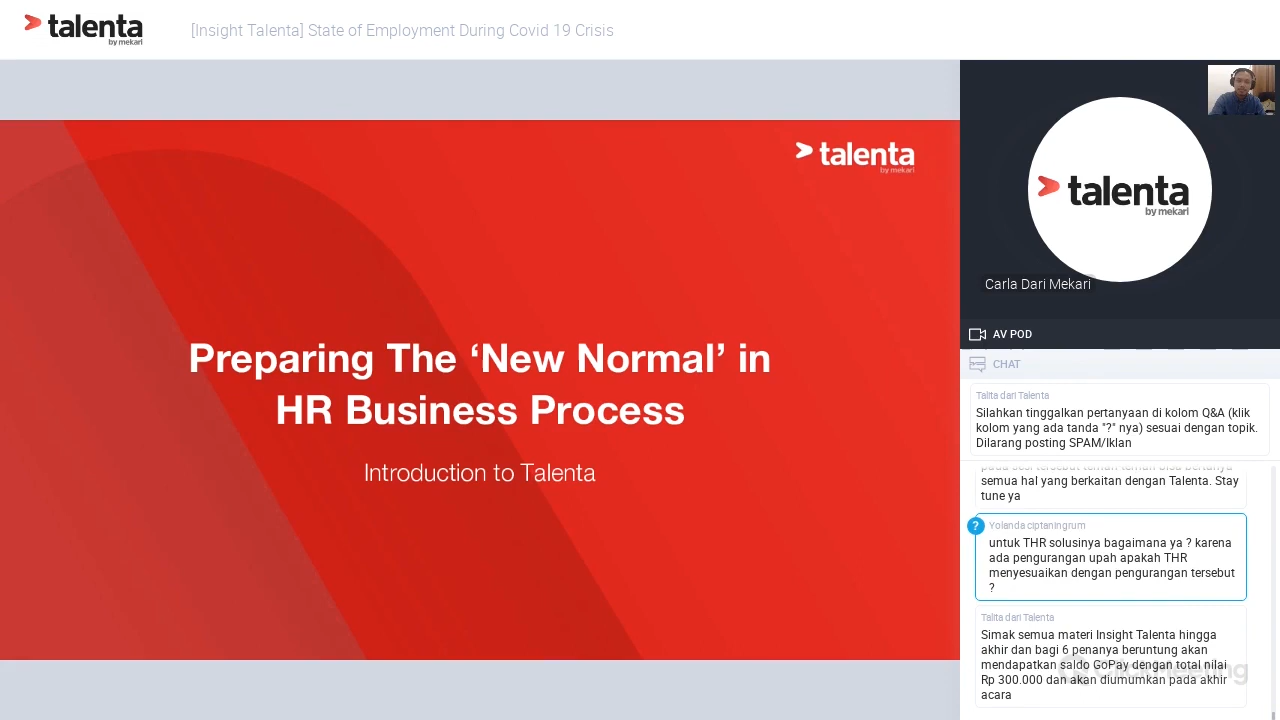 talenta
by mekari
[Insight Talenta] State of Employment During Covid 19 Crisis
talenta
by mekari
Preparing The ‘New Normal’ in
HR Business Process
Introduction to Talenta
talenta
by mekari
Carla Dari Mekari
AV POD
CHAT
Talita dari Talenta
Silahkan tinggalkan pertanyaan di kolom Q&A (klik
kolom yang ada tanda "?" nya) sesuai dengan topik.
Dilarang posting SPAM/Iklan
semua hal yang berkaitan dengan Talenta. Stay
tune ya
?
Yolanda ciptaningrum
untuk THR solusinya bagaimana ya ? karena
ada pengurangan upah apakah THR
menyesuaikan dengan pengurangan tersebut
?
Talita dari Talenta
Simak semua materi Insight Talenta hingga
akhir dan bagi 6 penanya beruntung akan
mendapatkan saldo GoPay dengan total nilai
Rp 300.000 dan akan diumumkan pada akhir
acara